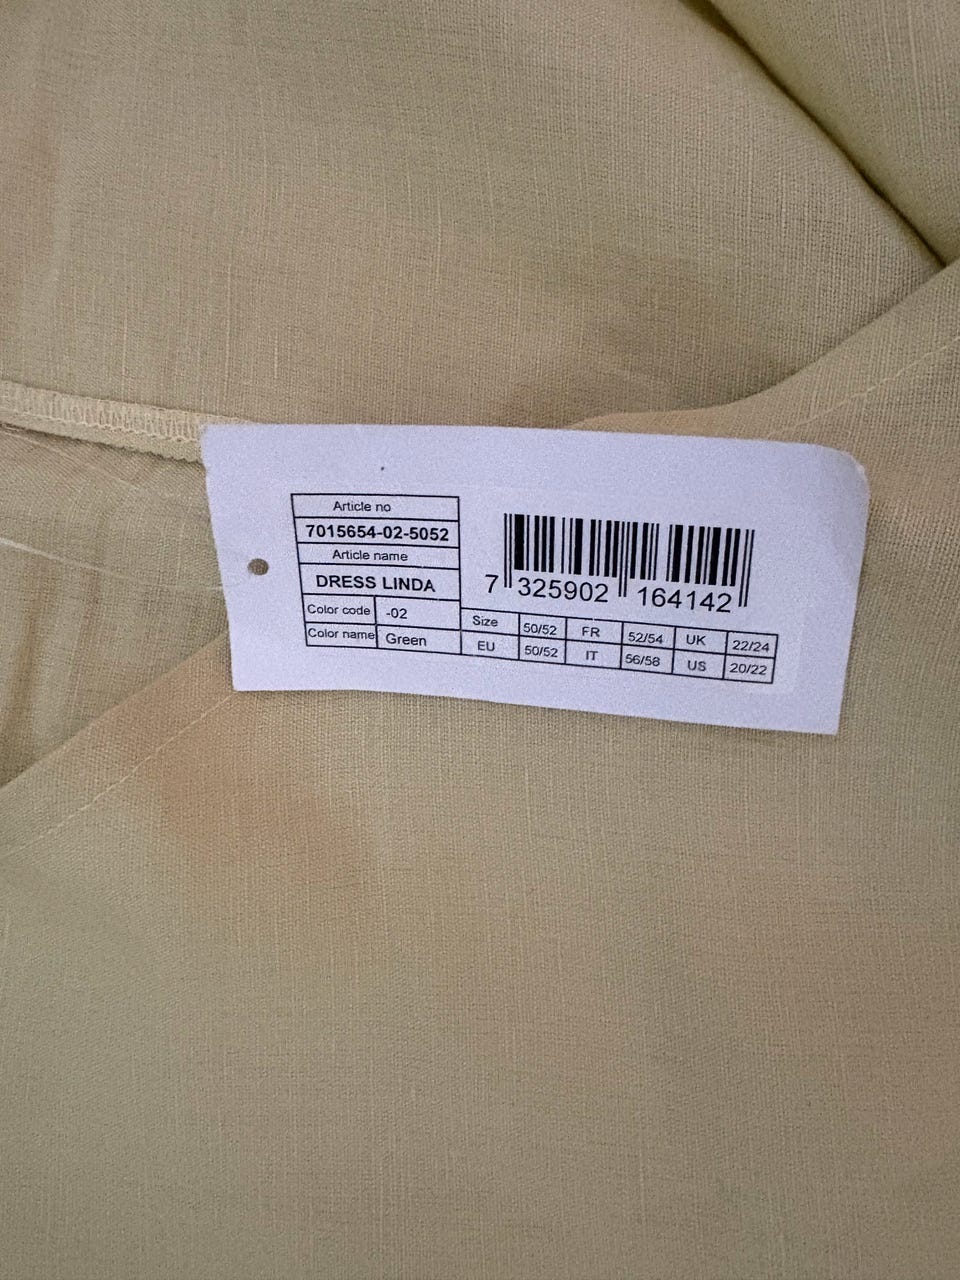 Article no
7015654-02-5052
Article name
DRESS LINDA
Color code -02
Color name Green
7 325902 164142
Size 50/52 FR 52/54 UK 22/24
EU 50/52 IT 56/58 US 20/22